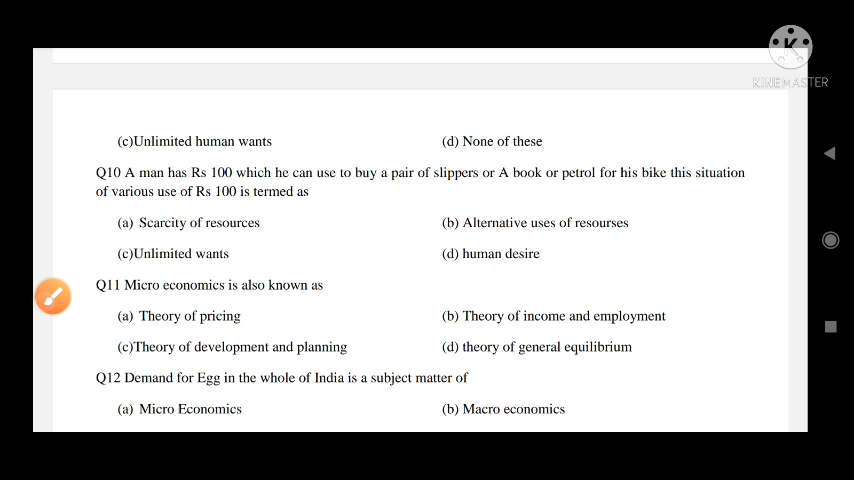 K
KINEMASTER
(c)Unlimited human wants (d) None of these
Q10 A man has Rs 100 which he can use to buy a pair of slippers or A book or petrol for his bike this situation
of various use of Rs 100 is termed as
(a) Scarcity of resources (b) Alternative uses of resourses
(c)Unlimited wants (d) human desire
Q11 Micro economics is also known as
(a) Theory of pricing (b) Theory of income and employment
(c)Theory of development and planning (d) theory of general equilibrium
Q12 Demand for Egg in the whole of India is a subject matter of
(a) Micro Economics (b) Macro economics